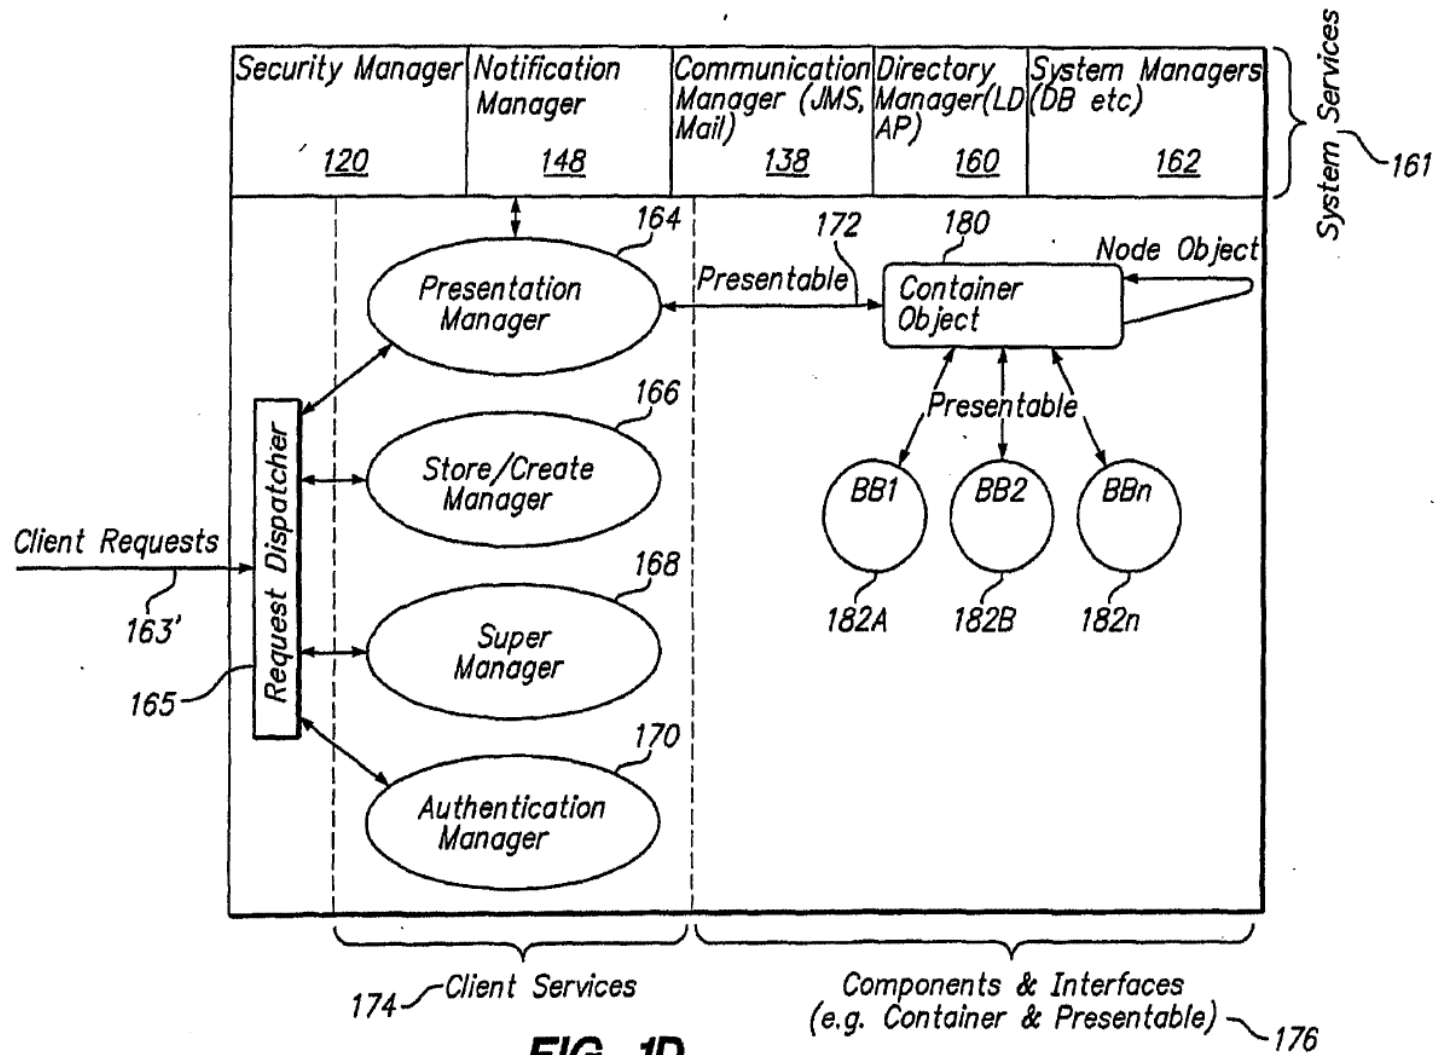 Security Manager
120
Notification
Manager
148
Communication
Manager (JMS,
Mail)
138
Directory
Manager(LD
AP)
160
System Managers
(DB etc)
162
System Services
161
164
Presentation
Manager
172
Presentable
180
Container
Object
Node Object
166
Store/Create
Manager
Presentable
BB1
BB2
BBn
182A
182B
182n
Client Requests
163'
Request Dispatcher
165
168
Super
Manager
170
Authentication
Manager
174
Client Services
Components & Interfaces
(e.g. Container & Presentable)
176
FIG. 1D